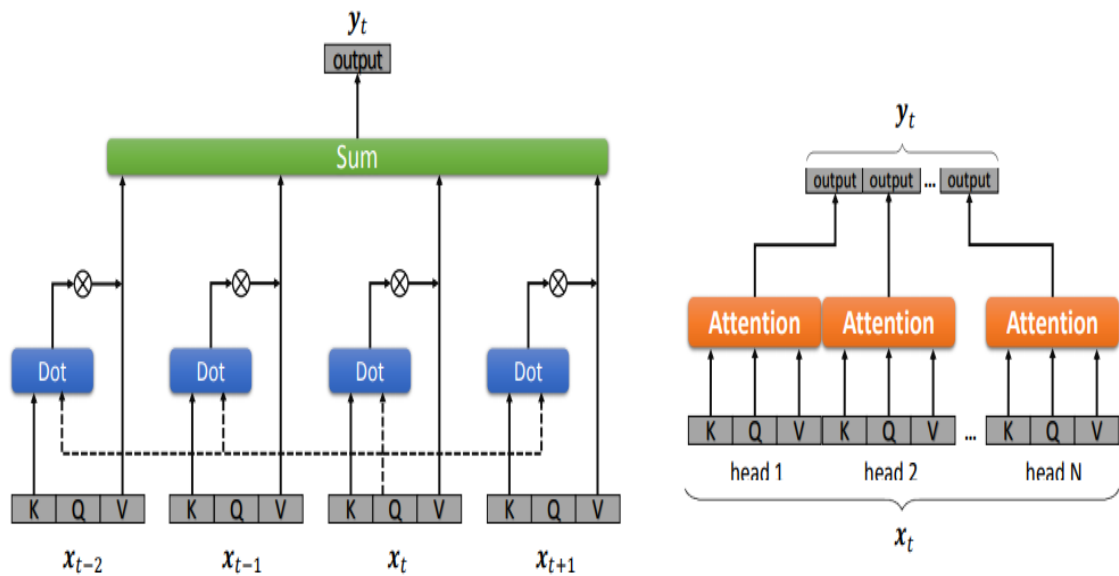 y_t
output
Sum
Dot Dot Dot Dot
K Q V K Q V K Q V K Q V
x_{t-2} x_{t-1} x_t x_{t+1}
y_t
output output ... output
Attention Attention Attention
K Q V K Q V ... K Q V
head 1 head 2 head N
x_t